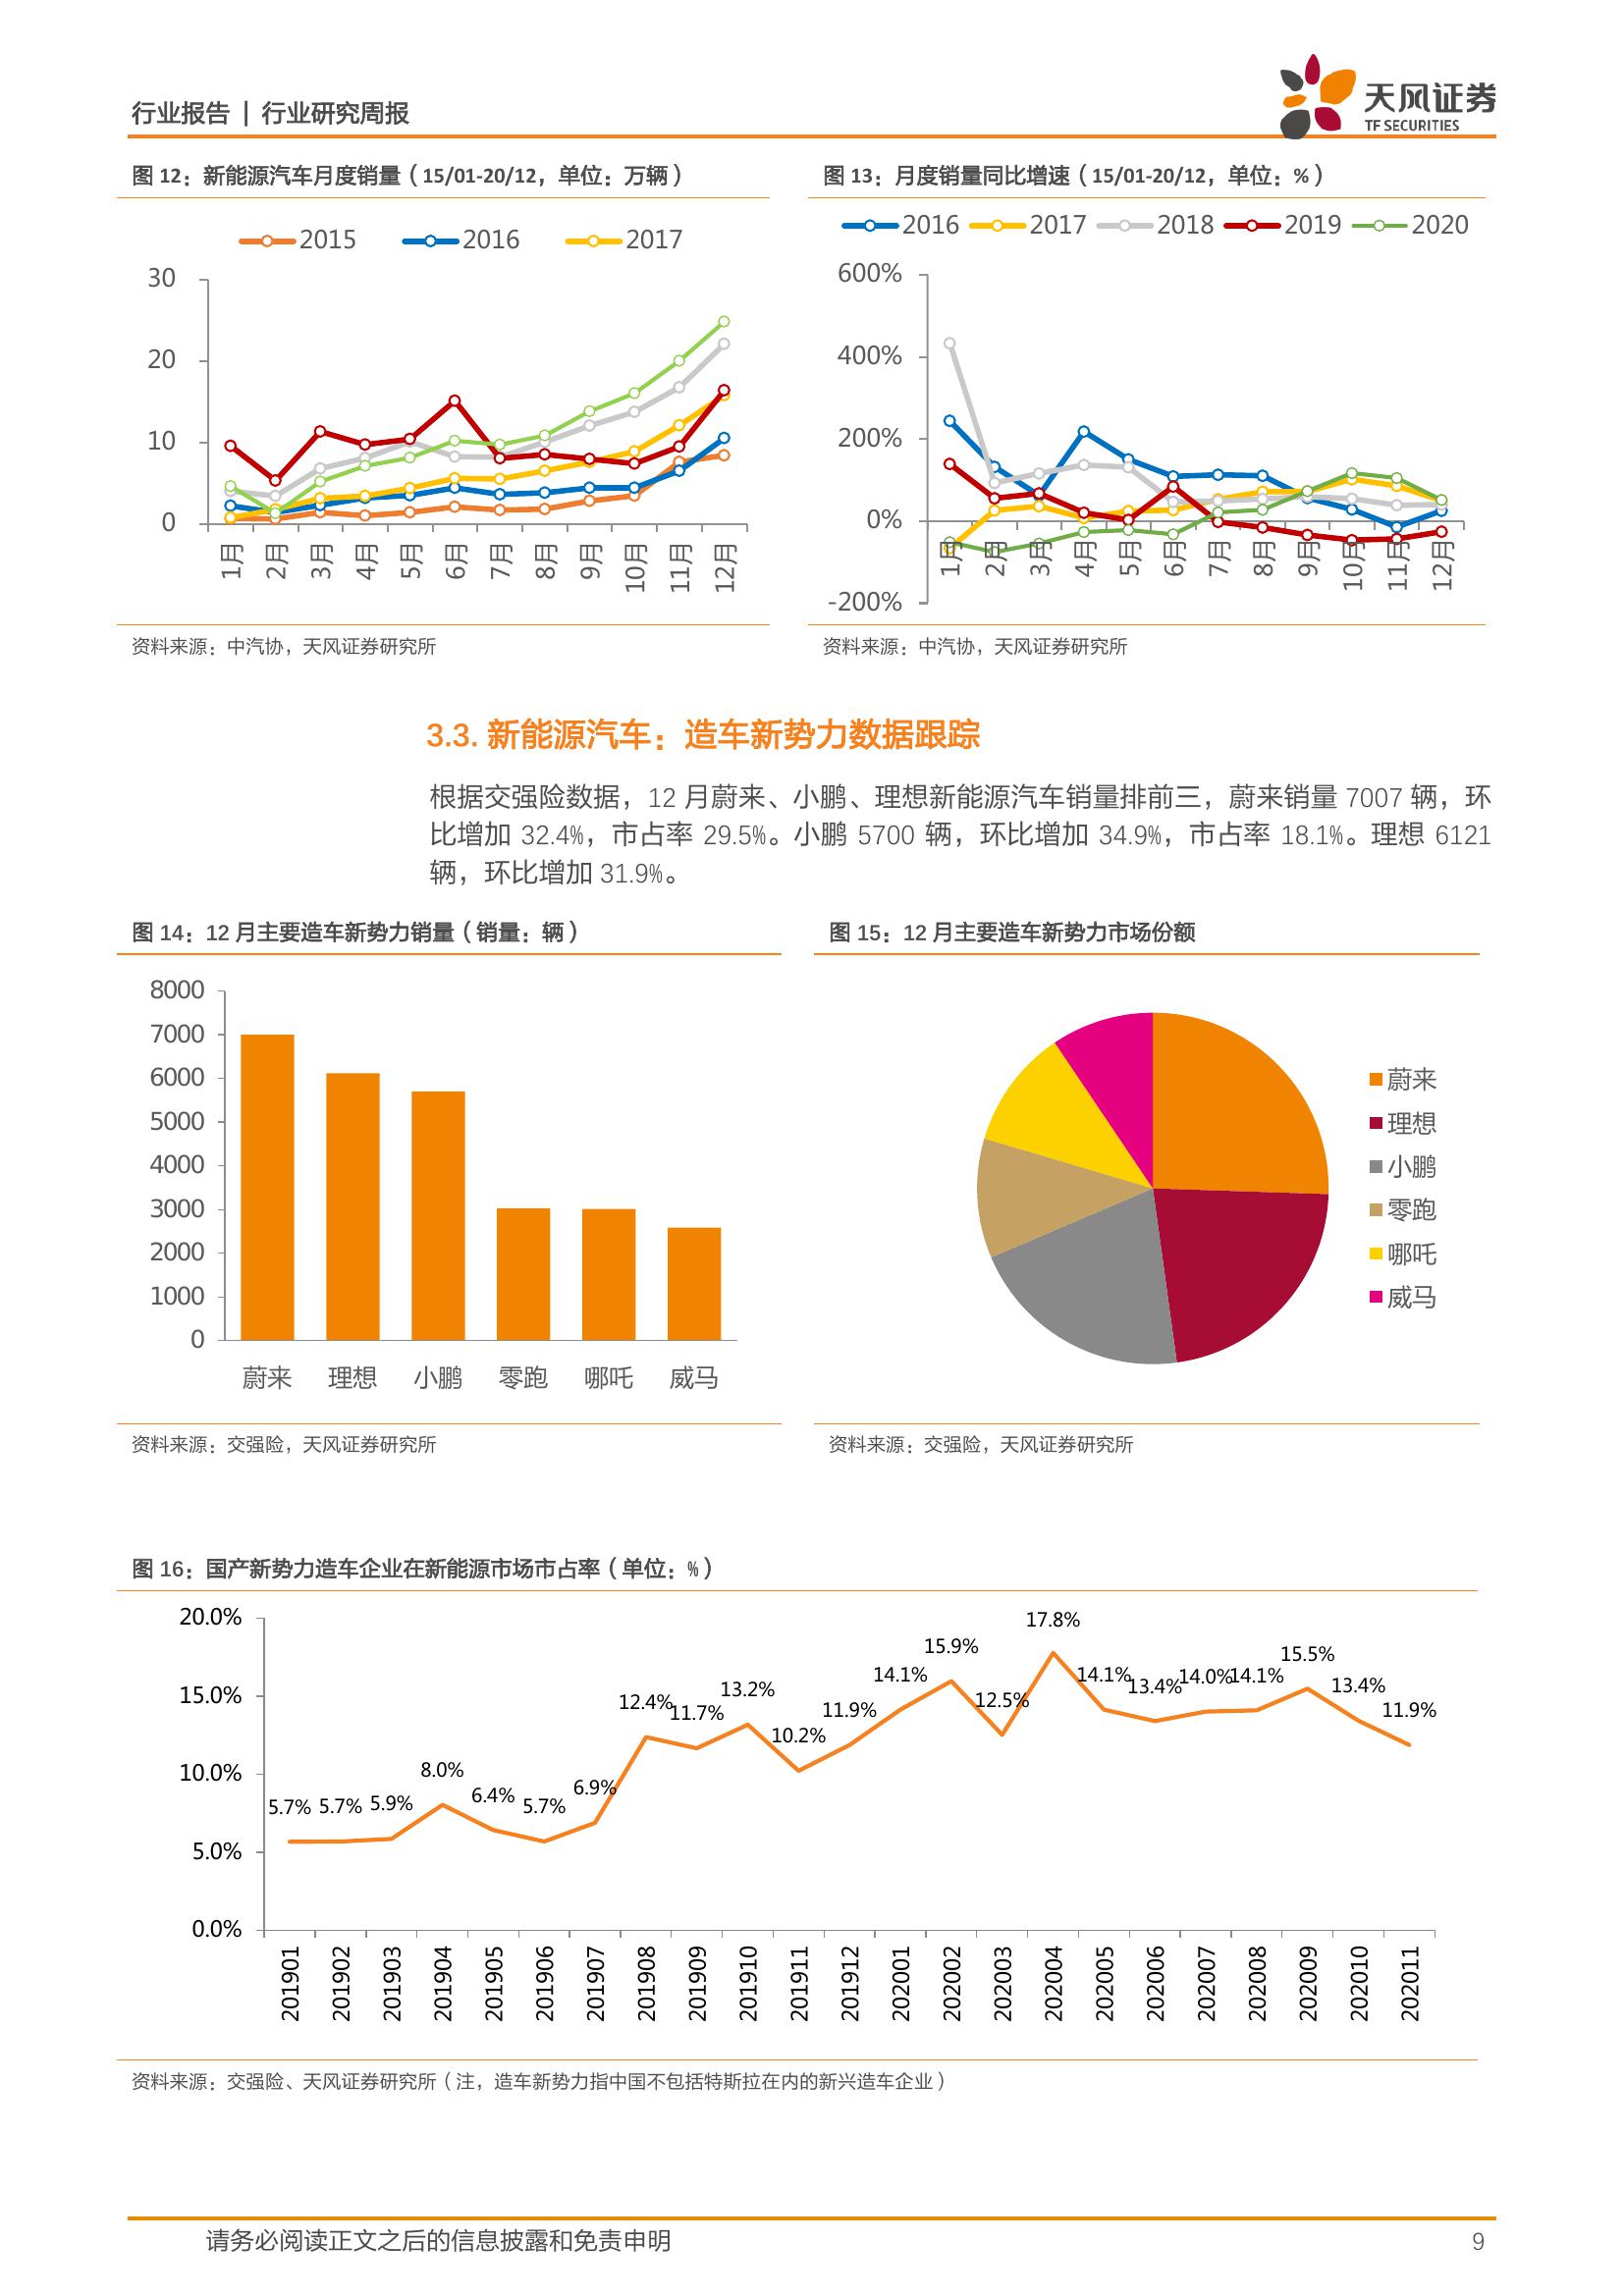 天风证券
TF SECURITIES
行业报告 | 行业研究周报
图 12：新能源汽车月度销量（15/01-20/12，单位：万辆）
2015 2016 2017
30
20
10
0
1月 2月 3月 4月 5月 6月 7月 8月 9月 10月 11月 12月
资料来源：中汽协，天风证券研究所
图 13：月度销量同比增速（15/01-20/12，单位：%）
2016 2017 2018 2019 2020
600%
400%
200%
0%
-200%
1月 2月 3月 4月 5月 6月 7月 8月 9月 10月 11月 12月
资料来源：中汽协，天风证券研究所
3.3. 新能源汽车：造车新势力数据跟踪
根据交强险数据，12 月蔚来、小鹏、理想新能源汽车销量排前三，蔚来销量 7007 辆，环
比增加 32.4%，市占率 29.5%。小鹏 5700 辆，环比增加 34.9%，市占率 18.1%。理想 6121
辆，环比增加 31.9%。
图 14：12 月主要造车新势力销量（销量：辆）
8000
7000
6000
5000
4000
3000
2000
1000
0
蔚来 理想 小鹏 零跑 哪吒 威马
资料来源：交强险，天风证券研究所
图 15：12 月主要造车新势力市场份额
蔚来
理想
小鹏
零跑
哪吒
威马
资料来源：交强险，天风证券研究所
图 16：国产新势力造车企业在新能源市场市占率（单位：%）
20.0%
15.0%
10.0%
5.0%
0.0%
5.7% 5.7% 5.9% 8.0% 6.4% 5.7% 6.9% 12.4% 11.7% 13.2% 10.2% 11.9% 14.1% 15.9% 12.5% 17.8% 14.1% 13.4% 14.0% 14.1% 15.5% 13.4% 11.9%
201901 201902 201903 201904 201905 201906 201907 201908 201909 201910 201911 201912 202001 202002 202003 202004 202005 202006 202007 202008 202009 202010 202011
资料来源：交强险、天风证券研究所（注，造车新势力指中国不包括特斯拉在内的新兴造车企业）
请务必阅读正文之后的信息披露和免责申明
9